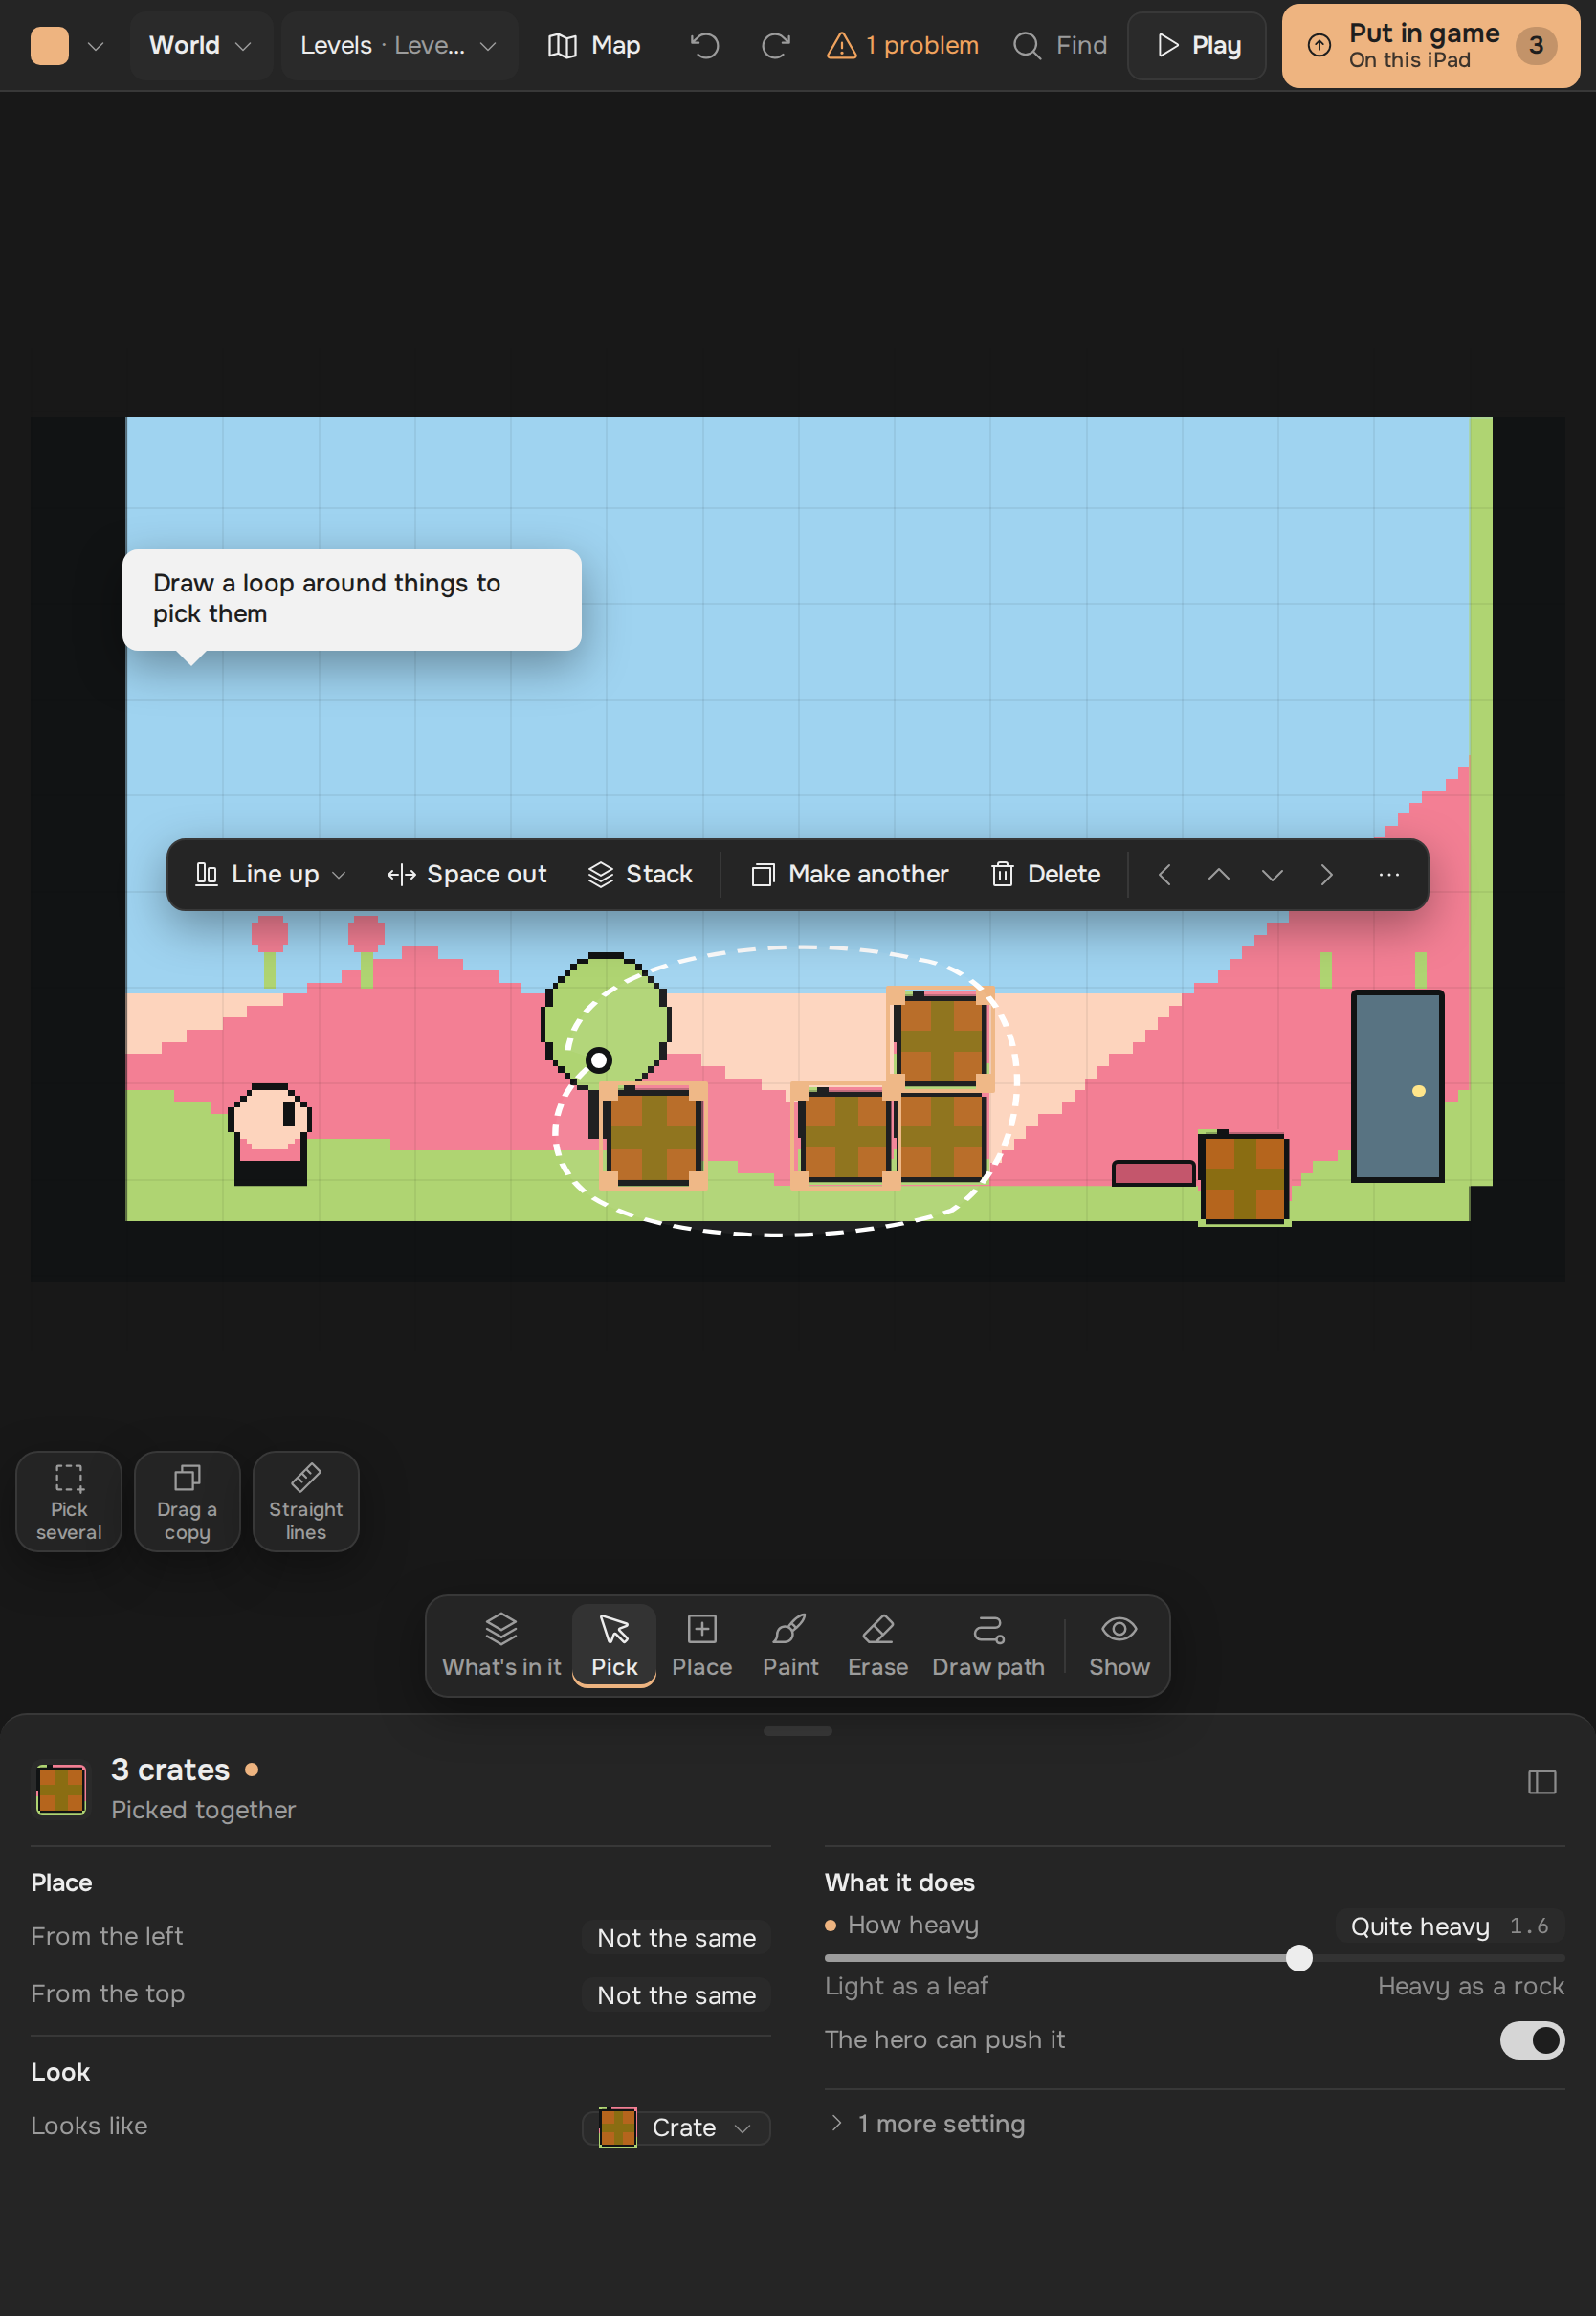 World
Levels · Leve...
Map
1 problem
Find
Play
Put in game
On this iPad
3
Draw a loop around things to
pick them
Line up
Space out
Stack
Make another
Delete
Pick
several
Drag a
copy
Straight
lines
What's in it
Pick
Place
Paint
Erase
Draw path
Show
3 crates
Picked together
Place
From the left
Not the same
From the top
Not the same
Look
Looks like
Crate
What it does
How heavy
Quite heavy 1.6
Light as a leaf
Heavy as a rock
The hero can push it
1 more setting